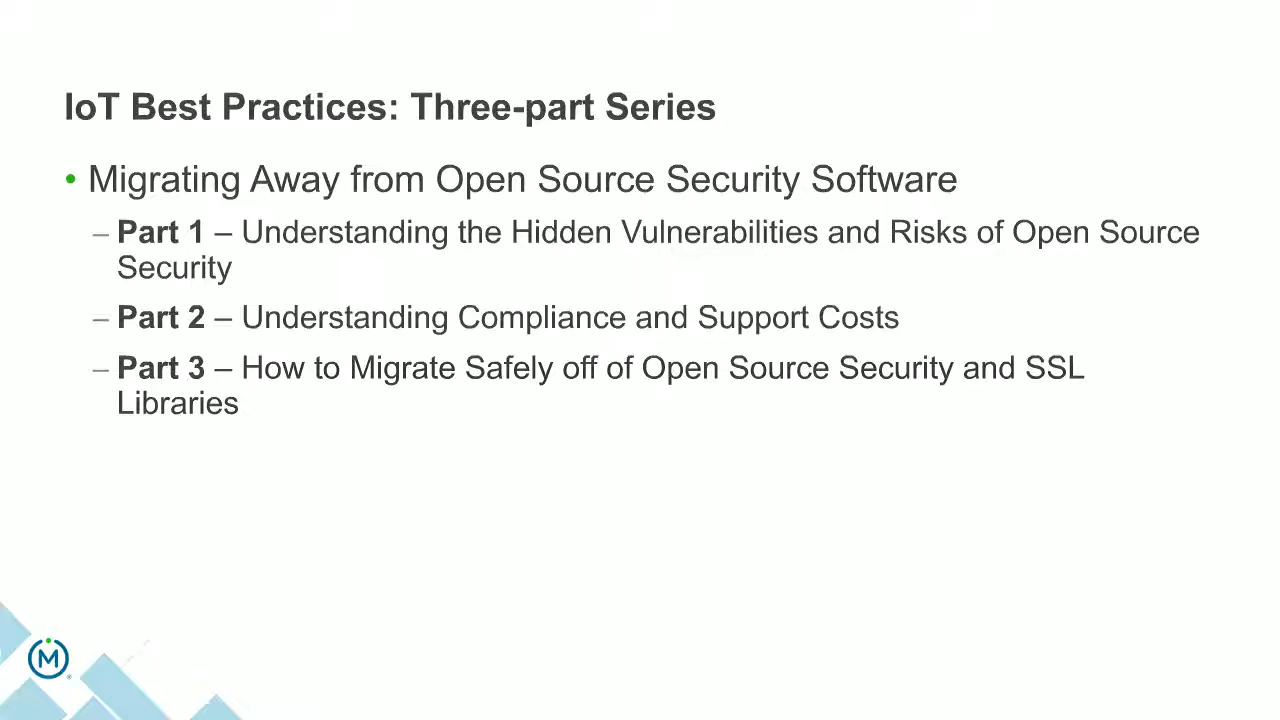 IoT Best Practices: Three-part Series
• Migrating Away from Open Source Security Software
– Part 1 – Understanding the Hidden Vulnerabilities and Risks of Open Source
Security
– Part 2 – Understanding Compliance and Support Costs
– Part 3 – How to Migrate Safely off of Open Source Security and SSL
Libraries
M
®